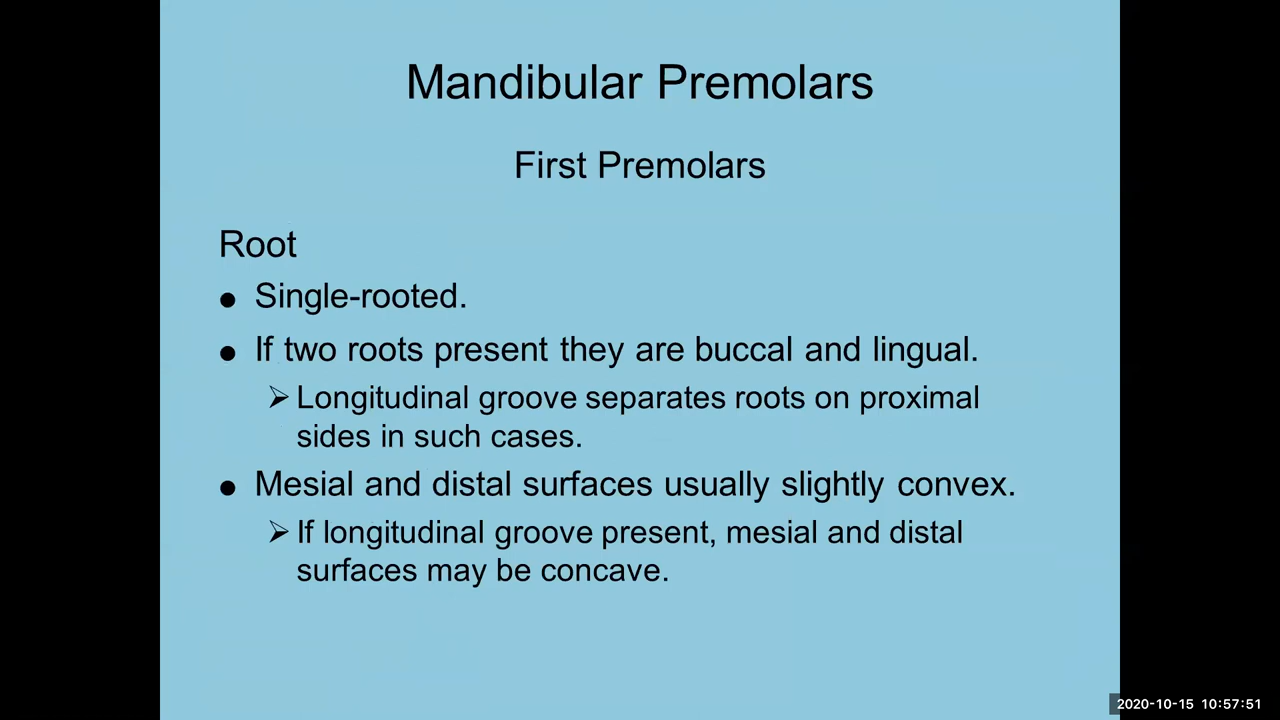 Mandibular Premolars
First Premolars
Root
● Single-rooted.
● If two roots present they are buccal and lingual.
➢ Longitudinal groove separates roots on proximal
sides in such cases.
● Mesial and distal surfaces usually slightly convex.
➢ If longitudinal groove present, mesial and distal
surfaces may be concave.
2020-10-15 10:57:51